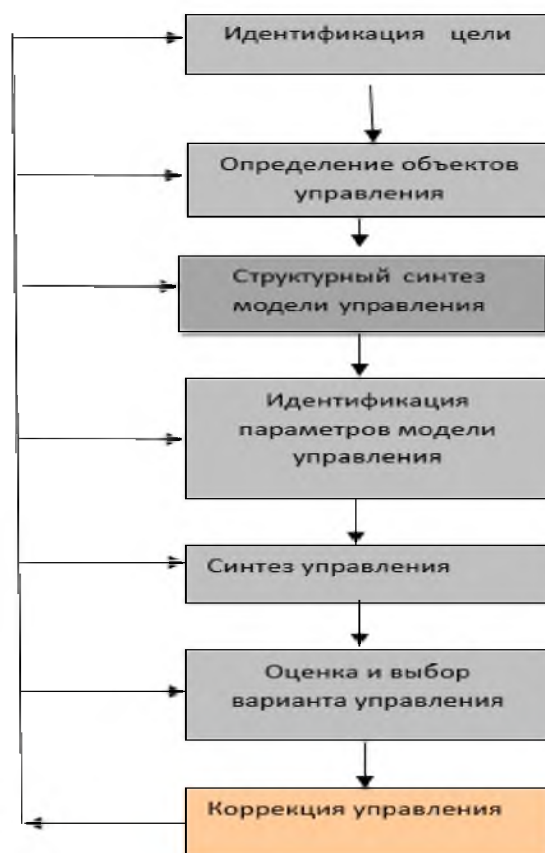 Идентификация цели
Определение объектов
управления
Структурный синтез
модели управления
Идентификация
параметров модели
управления
Синтез управления
Оценка и выбор
варианта управления
Коррекция управления